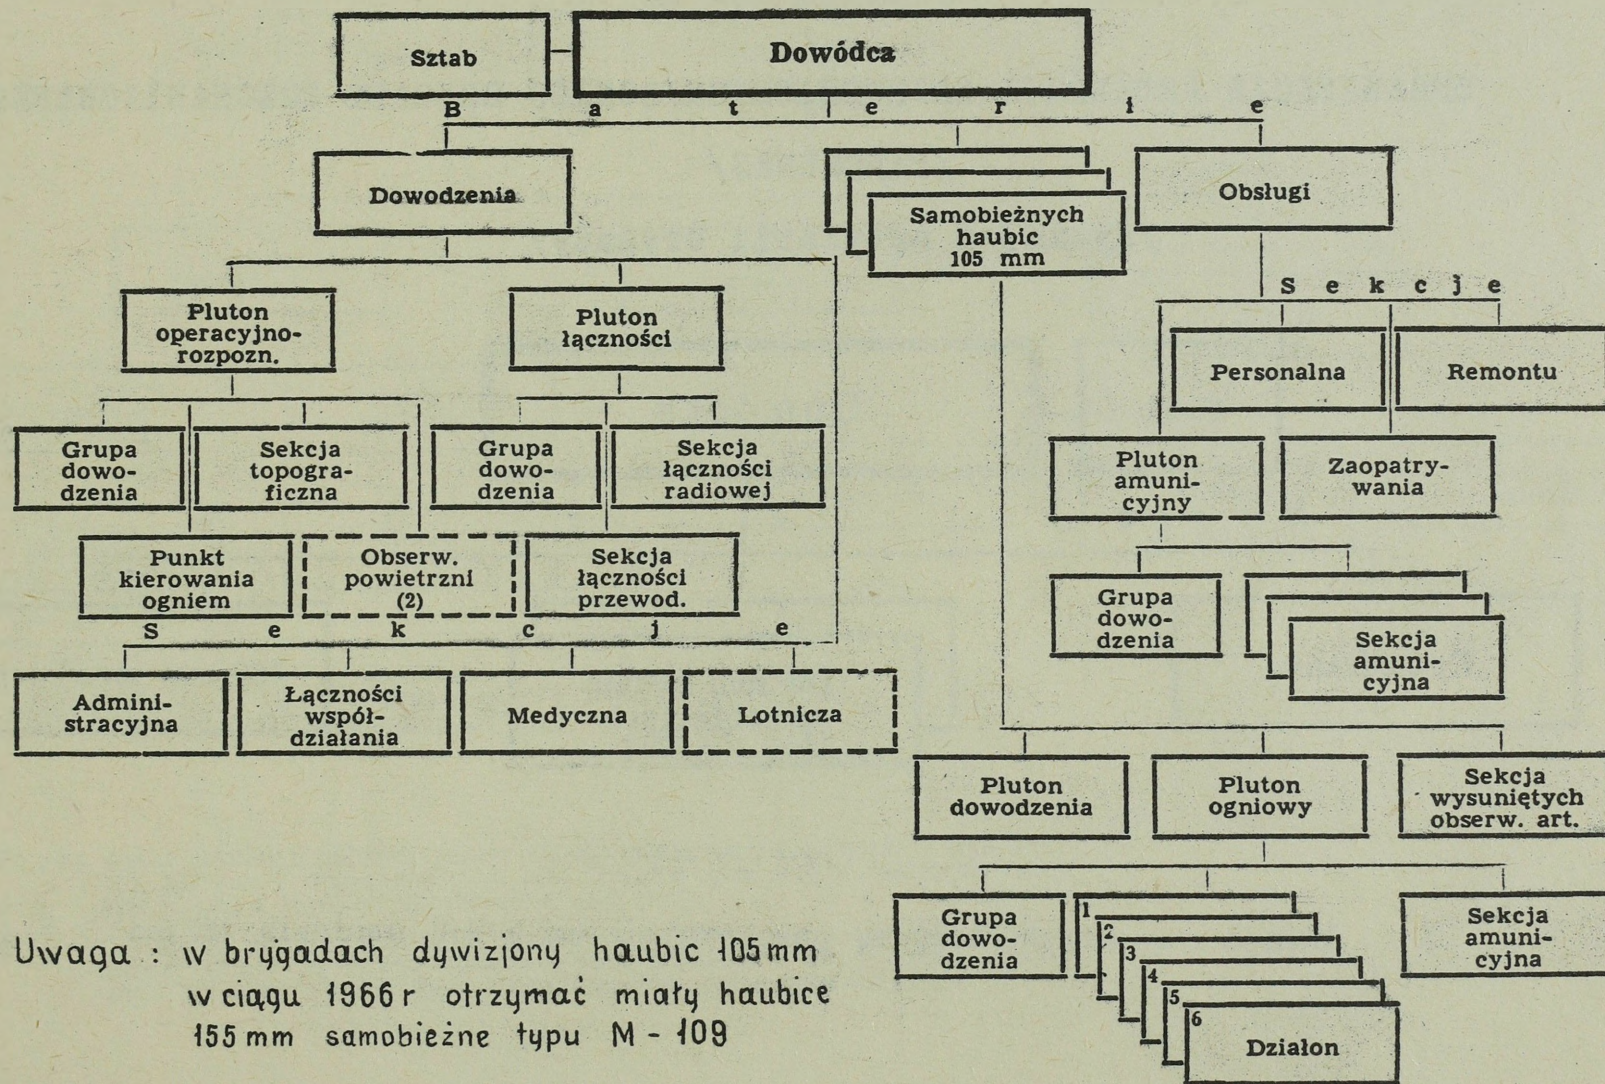 Sztab
Dowódca
B a t e r i e
Dowodzenia
Samobieżnych
haubic
105 mm
Obsługi
S e k c j e
Pluton
operacyjno-
rozpozn.
Pluton
łączności
Personalna
Remontu
Grupa
dowo-
dzenia
Sekcja
topogra-
ficzna
Grupa
dowo-
dzenia
Sekcja
łączności
radiowej
Pluton
amuni-
cyjny
Zaopatry-
wania
Punkt
kierowania
ogniem
Obserw.
powietrzni
(2)
Sekcja
łączności
przewod.
Grupa
dowo-
dzenia
Sekcja
amuni-
cyjna
S e k c j e
Admini-
stracyjna
Łączności
współ-
działania
Medyczna
Lotnicza
Pluton
dowodzenia
Pluton
ogniowy
Sekcja
wysuniętych
obserw. art.
Grupa
dowo-
dzenia
1
2
3
4
5
6
Działon
Sekcja
amuni-
cyjna
Uwaga : w brygadach dywizjony haubic 105 mm
w ciągu 1966 r otrzymać miały haubice
155 mm samobieżne typu M - 109